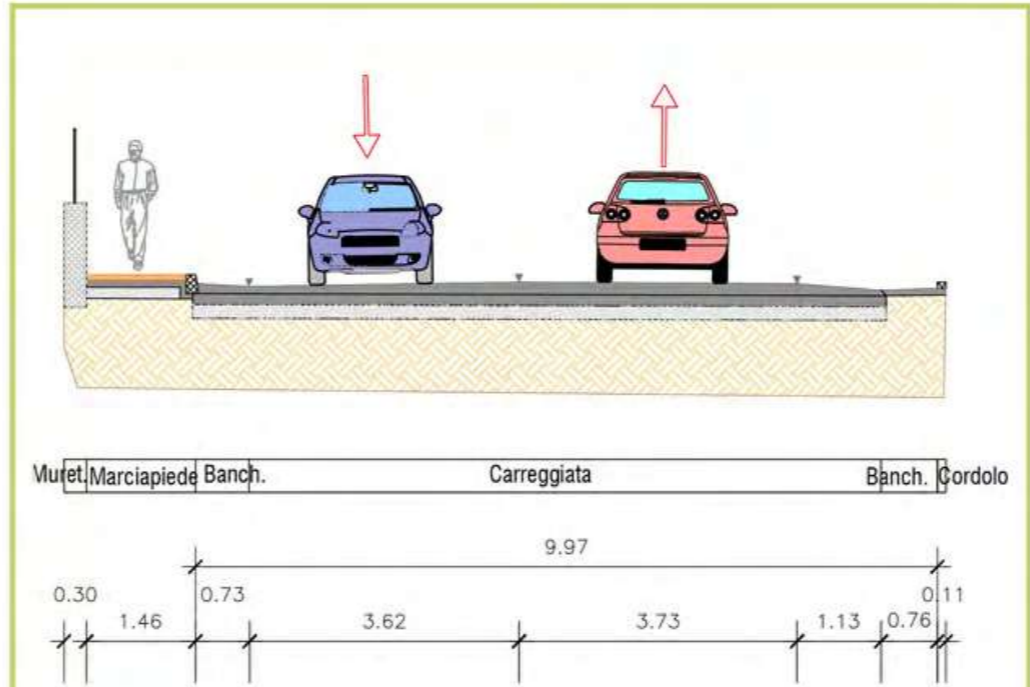 Muret. Marciapiede Banch. Carreggiata Banch. Cordolo
9.97
0.30 0.73 0.11
1.46 3.62 3.73 1.13 0.76